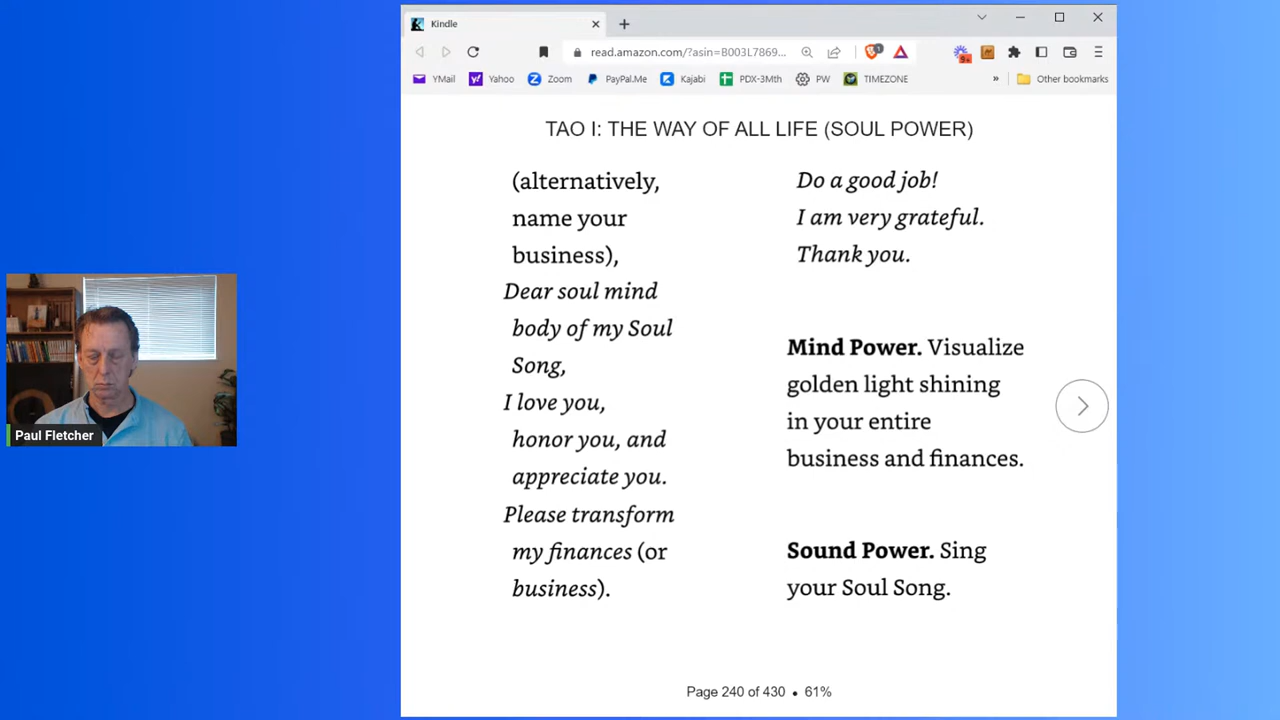 Kindle
read.amazon.com/?asin=B003L7869...
1
9+
YMail
Yahoo
Zoom
PayPal.Me
Kajabi
PDX-3Mth
PW
TIMEZONE
»
Other bookmarks
TAO I: THE WAY OF ALL LIFE (SOUL POWER)
(alternatively,
name your
business),
Dear soul mind
body of my Soul
Song,
I love you,
honor you, and
appreciate you.
Please transform
my finances (or
business).
Do a good job!
I am very grateful.
Thank you.
Mind Power. Visualize
golden light shining
in your entire
business and finances.
Sound Power. Sing
your Soul Song.
Page 240 of 430 • 61%
Paul Fletcher